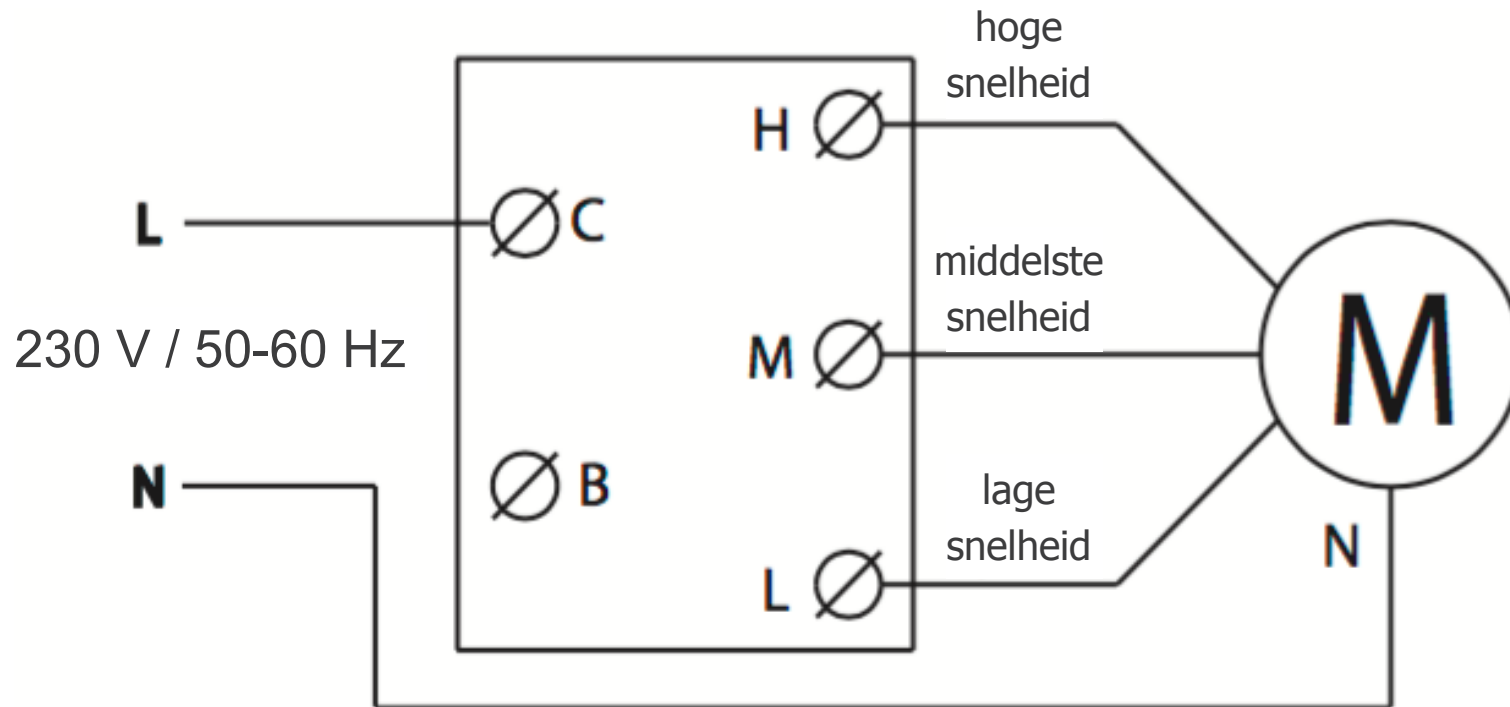 hoge
snelheid
H
L
C
middelste
snelheid
230 V / 50-60 Hz
M
M
N
B
lage
snelheid
N
L